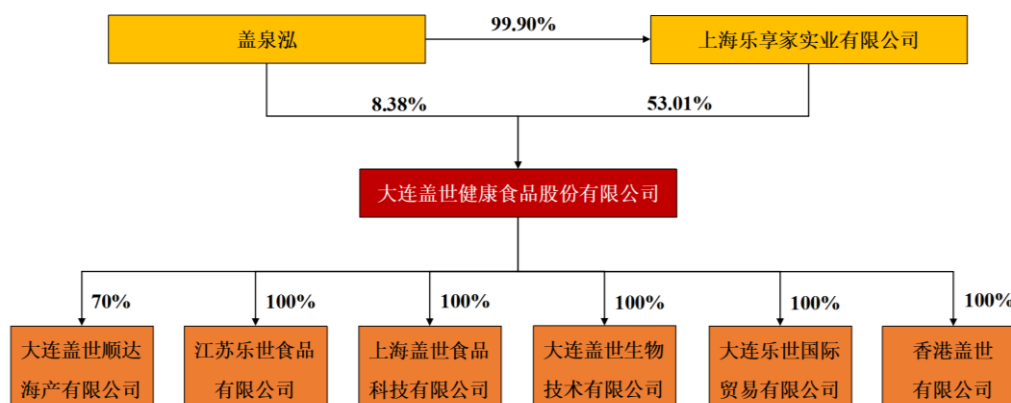 盖泉泓
99.90%
上海乐享家实业有限公司
8.38%
53.01%
大连盖世健康食品股份有限公司
70%
100%
100%
100%
100%
100%
大连盖世顺达
海产有限公司
江苏乐世食品
有限公司
上海盖世食品
科技有限公司
大连盖世生物
技术有限公司
大连乐世国际
贸易有限公司
香港盖世
有限公司